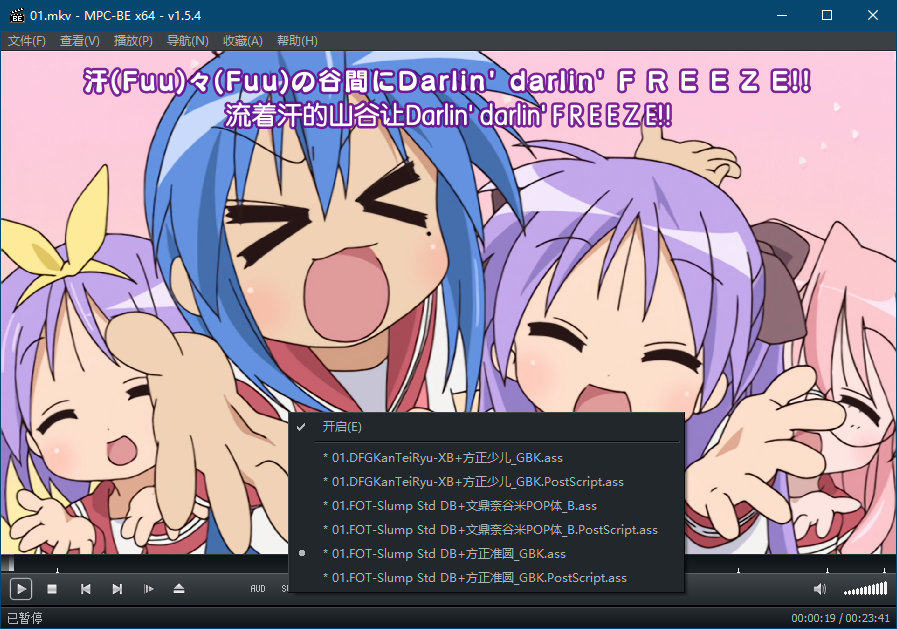 01.mkv - MPC-BE x64 - v1.5.4
文件(F) 查看(V) 播放(P) 导航(N) 收藏(A) 帮助(H)
汗(Fuu)々(Fuu)の谷間にDarlin' darlin' ＦＲＥＥＺＥ!!
流着汗的山谷让Darlin' darlin' ＦＲＥＥＺＥ!!
开启(E)
* 01.DFGKanTeiRyu-XB+方正少儿_GBK.ass
* 01.DFGKanTeiRyu-XB+方正少儿_GBK.PostScript.ass
* 01.FOT-Slump Std DB+文鼎奈谷米POP体_B.ass
* 01.FOT-Slump Std DB+文鼎奈谷米POP体_B.PostScript.ass
* 01.FOT-Slump Std DB+方正准圆_GBK.ass
* 01.FOT-Slump Std DB+方正准圆_GBK.PostScript.ass
AUD
已暂停
00:00:19 / 00:23:41